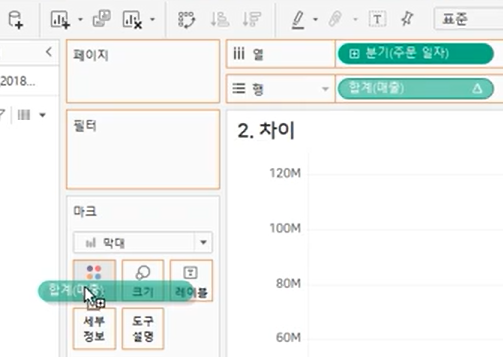 표준
페이지
열
분기(주문 일자)
2018...
행
합계(매출)
필터
2. 차이
120M
마크
막대
100M
합계(매출)
크기
레이블
80M
세부
정보
도구
설명
60M